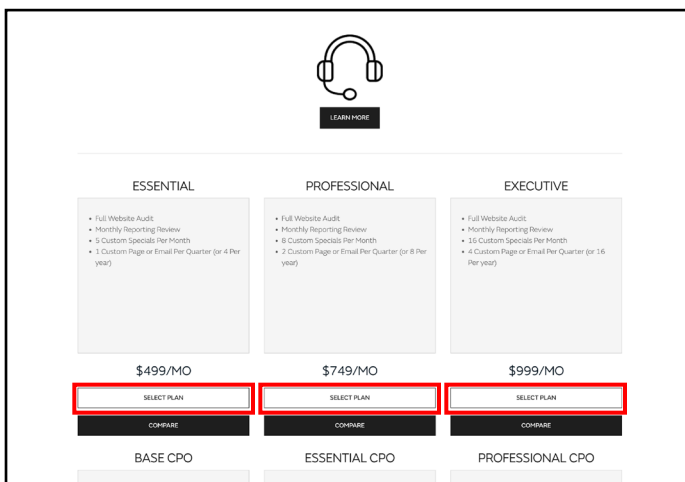 LEARN MORE
ESSENTIAL
• Full Website Audit
• Monthly Reporting Review
• 5 Custom Specials Per Month
• 1 Custom Page or Email Per Quarter (or 4 Per
year)
$499/MO
SELECT PLAN
COMPARE
PROFESSIONAL
• Full Website Audit
• Monthly Reporting Review
• 8 Custom Specials Per Month
• 2 Custom Page or Email Per Quarter (or 8 Per
year)
$749/MO
SELECT PLAN
COMPARE
EXECUTIVE
• Full Website Audit
• Monthly Reporting Review
• 16 Custom Specials Per Month
• 4 Custom Page or Email Per Quarter (or 16
Per year)
$999/MO
SELECT PLAN
COMPARE
BASE CPO
ESSENTIAL CPO
PROFESSIONAL CPO